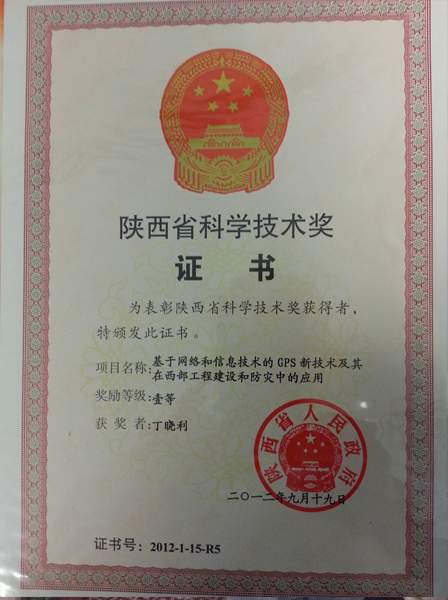 陕西省科学技术奖
证 书
为表彰陕西省科学技术奖获得者，
特颁发此证书。
项目名称：基于网络和信息技术的 GPS 新技术及其
在西部工程建设和防灾中的应用
奖励等级：壹等
获 奖 者：丁晓利
陕西省人民政府
二〇一二年九月十九日
证书号：2012-1-15-R5